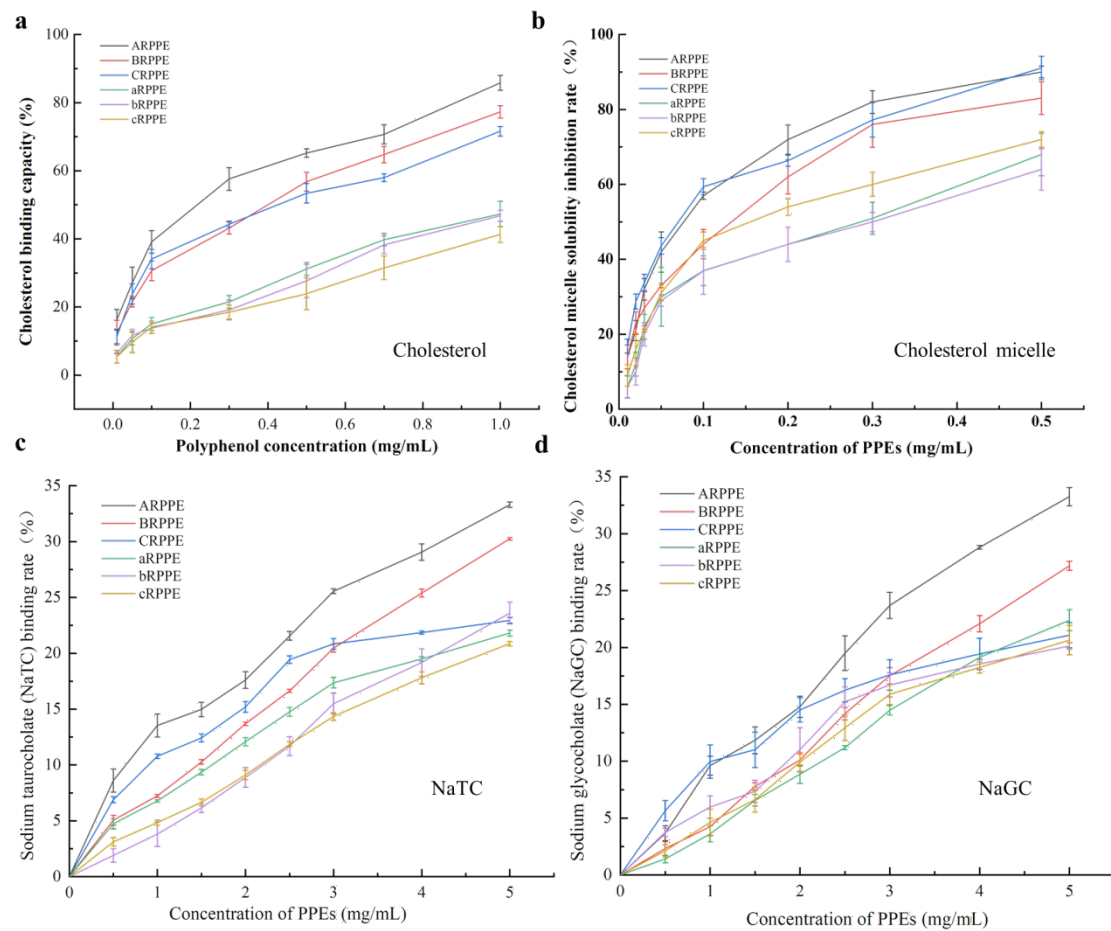 a
ARPPE
BRPPE
CRPPE
aRPPE
bRPPE
cRPPE
100
80
60
40
20
0
Cholesterol binding capacity (%)
Cholesterol
0.0 0.2 0.4 0.6 0.8 1.0
Polyphenol concentration (mg/mL)
b
ARPPE
BRPPE
CRPPE
aRPPE
bRPPE
cRPPE
100
80
60
40
20
0
Cholesterol micelle solubility inhibition rate（%）
Cholesterol micelle
0.1 0.2 0.3 0.5
Concentration of PPEs (mg/mL)
c
ARPPE
BRPPE
CRPPE
aRPPE
bRPPE
cRPPE
35
30
25
20
15
10
5
0
Sodium taurocholate (NaTC) binding rate（%）
NaTC
0 1 2 3 4 5
Concentration of PPEs (mg/mL)
d
ARPPE
BRPPE
CRPPE
aRPPE
bRPPE
cRPPE
35
30
25
20
15
10
5
0
Sodium glycocholate (NaGC) binding rate（%）
NaGC
0 1 2 3 4 5
Concentration of PPEs (mg/mL)